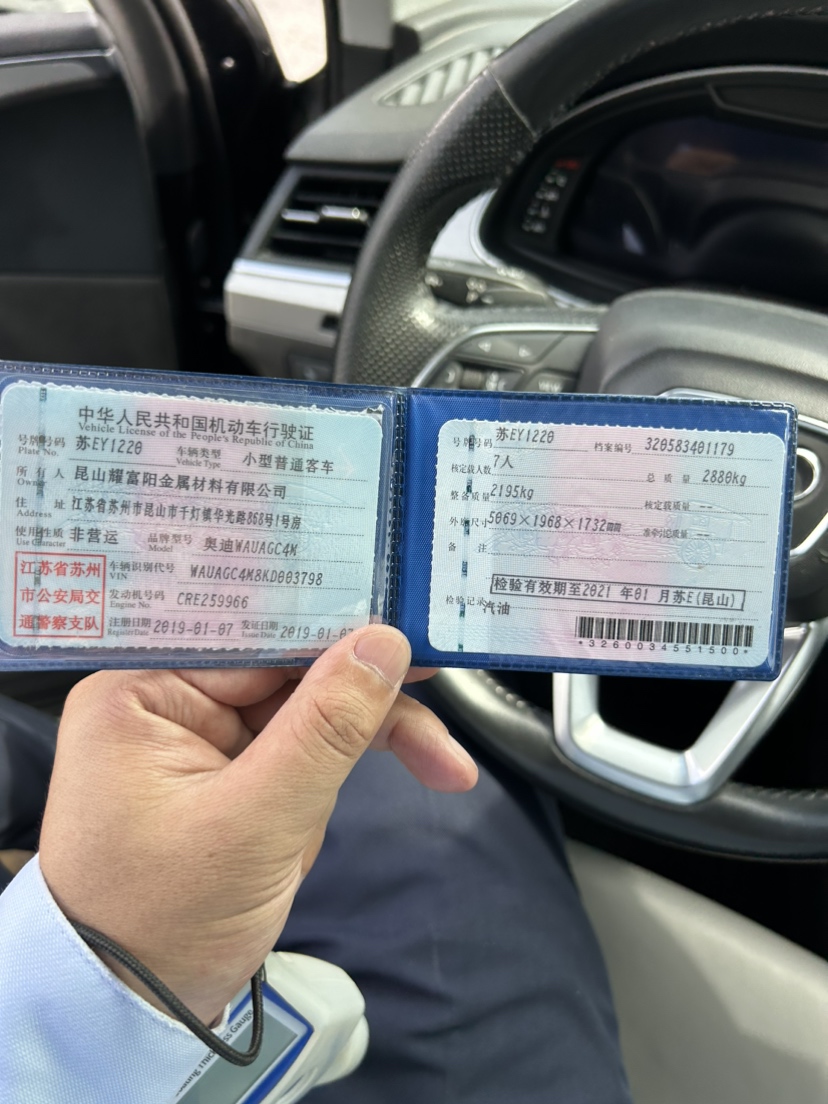 中华人民共和国机动车行驶证
Vehicle License of the People's Republic of China
号牌号码 苏EY1220 车辆类型 小型普通客车
Plate No. Vehicle Type
所有人 昆山耀富阳金属材料有限公司
Owner
住址 江苏省苏州市昆山市千灯镇华光路868号1号房
Address
使用性质 非营运 品牌型号 奥迪WAUAGC4M
Use Character Model
江苏省苏州
市公安局交
通警察支队
车辆识别代号 WAUAGC4M8KD003798
VIN
发动机号码 CRE259966
Engine No.
注册日期 2019-01-07 发证日期 2019-01-07
Register Date Issue Date
号牌号码 苏EY1220 档案编号 320583401179
核定载人数 7人 总质量 2880kg
整备质量 2195kg 核定载质量 --
外廓尺寸 5069×1968×1732mm 准牵引总质量 --
备注
检验有效期至2021年01月苏E(昆山)
检验记录 汽油
*3260034551500*
Gauge